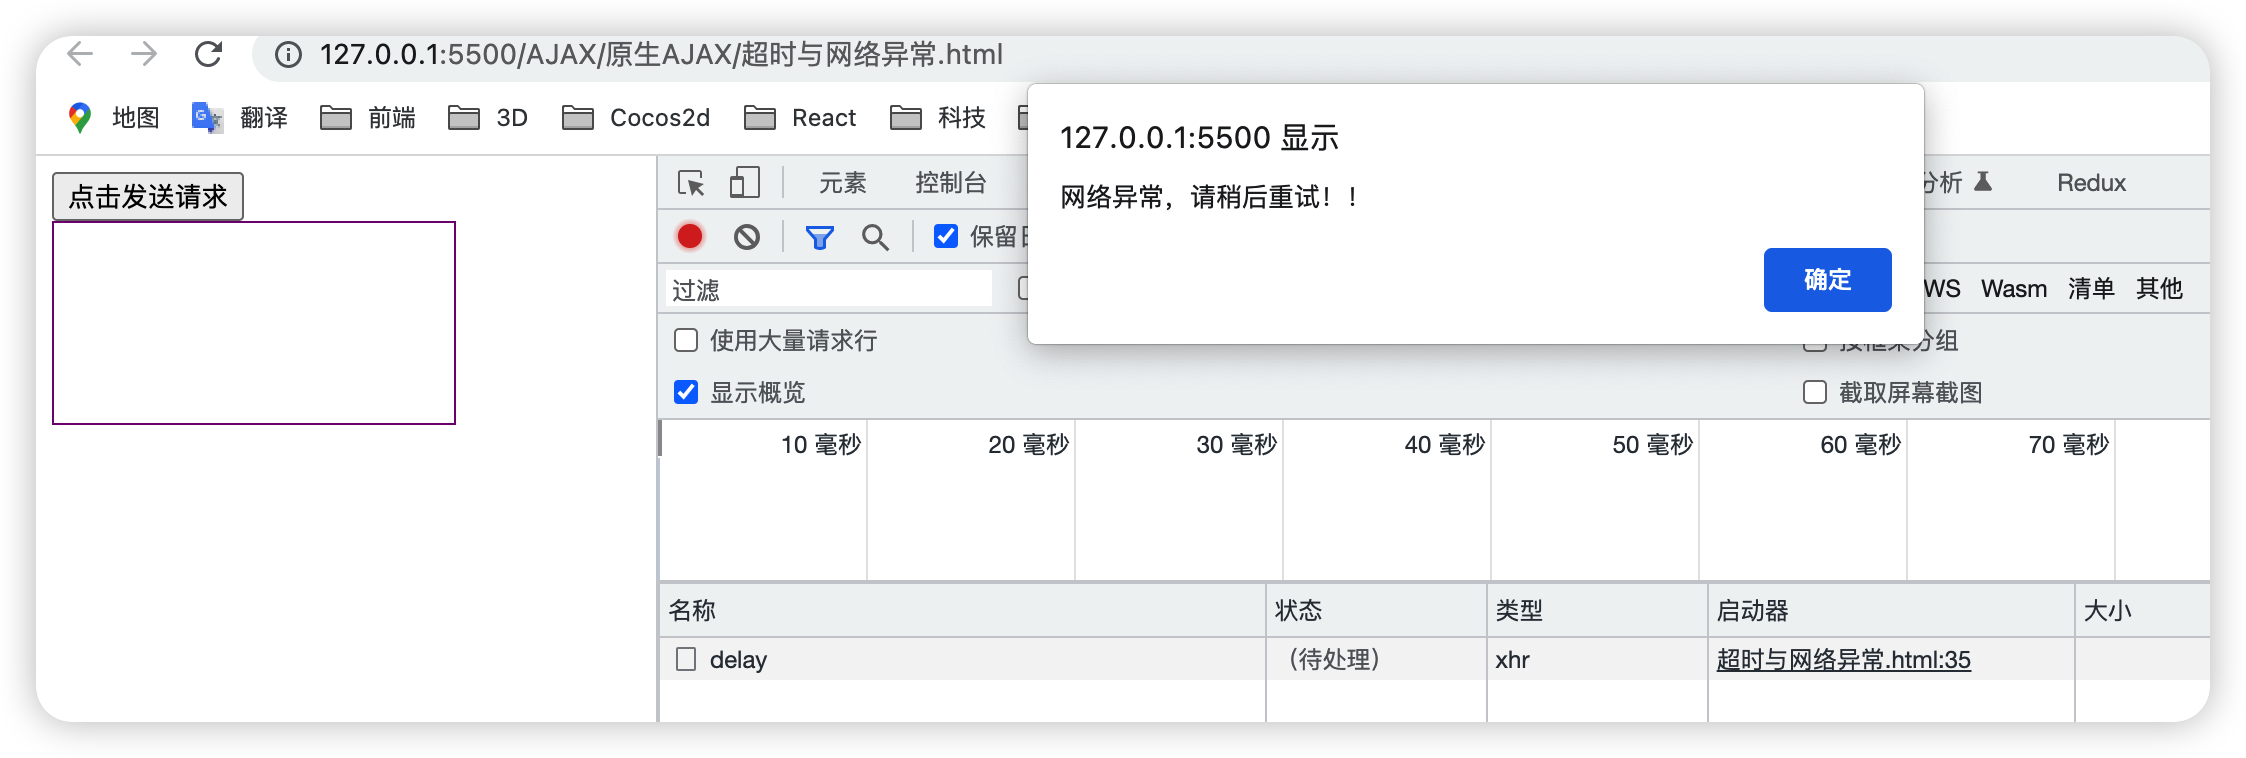 127.0.0.1:5500/AJAX/原生AJAX/超时与网络异常.html
地图 翻译 前端 3D Cocos2d React 科技
127.0.0.1:5500 显示
网络异常，请稍后重试！！
确定
点击发送请求
元素 控制台 分析 Redux
保留
过滤 WS Wasm 清单 其他
使用大量请求行 按框架分组
显示概览 截取屏幕截图
10 毫秒 20 毫秒 30 毫秒 40 毫秒 50 毫秒 60 毫秒 70 毫秒
名称 状态 类型 启动器 大小
delay （待处理） xhr 超时与网络异常.html:35